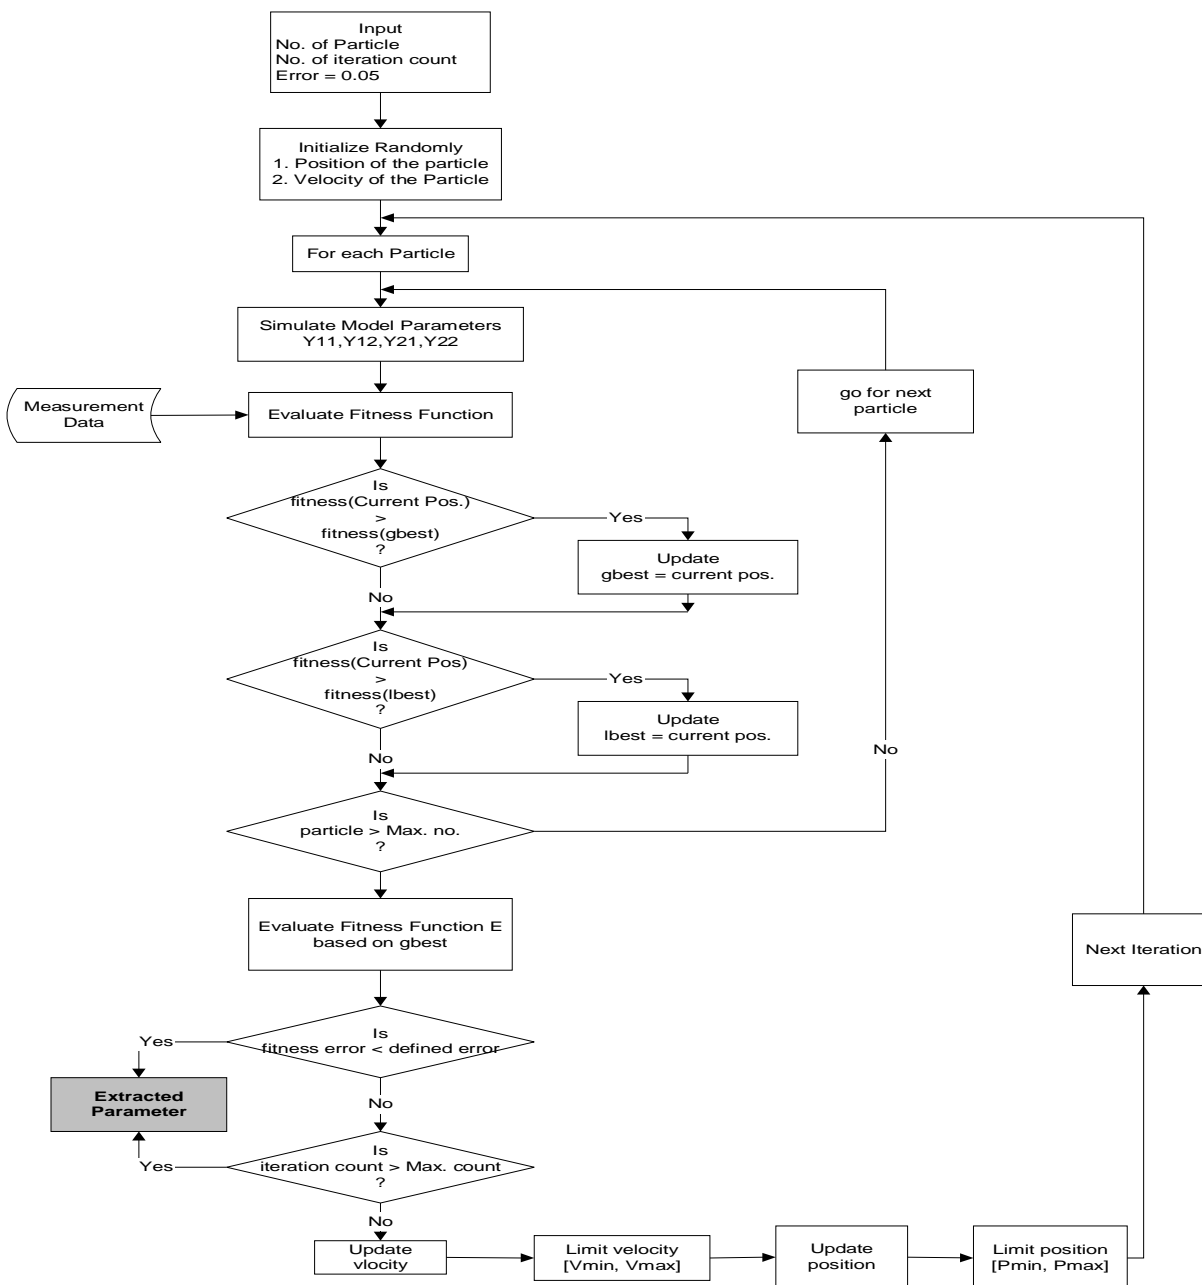 Input
No. of Particle
No. of iteration count
Error = 0.05
Initialize Randomly
1. Position of the particle
2. Velocity of the Particle
For each Particle
Simulate Model Parameters
Y11,Y12,Y21,Y22
go for next
particle
Measurement
Data
Evaluate Fitness Function
Is
fitness(Current Pos.)
>
fitness(gbest)
?
Yes
Update
gbest = current pos.
No
Is
fitness(Current Pos)
>
fitness(lbest)
?
Yes
Update
lbest = current pos.
No
No
Is
particle > Max. no.
?
Evaluate Fitness Function E
based on gbest
Next Iteration
Is
fitness error < defined error
Yes
Extracted
Parameter
No
Is
iteration count > Max. count
?
Yes
No
Update
vlocity
Limit velocity
[Vmin, Vmax]
Update
position
Limit position
[Pmin, Pmax]